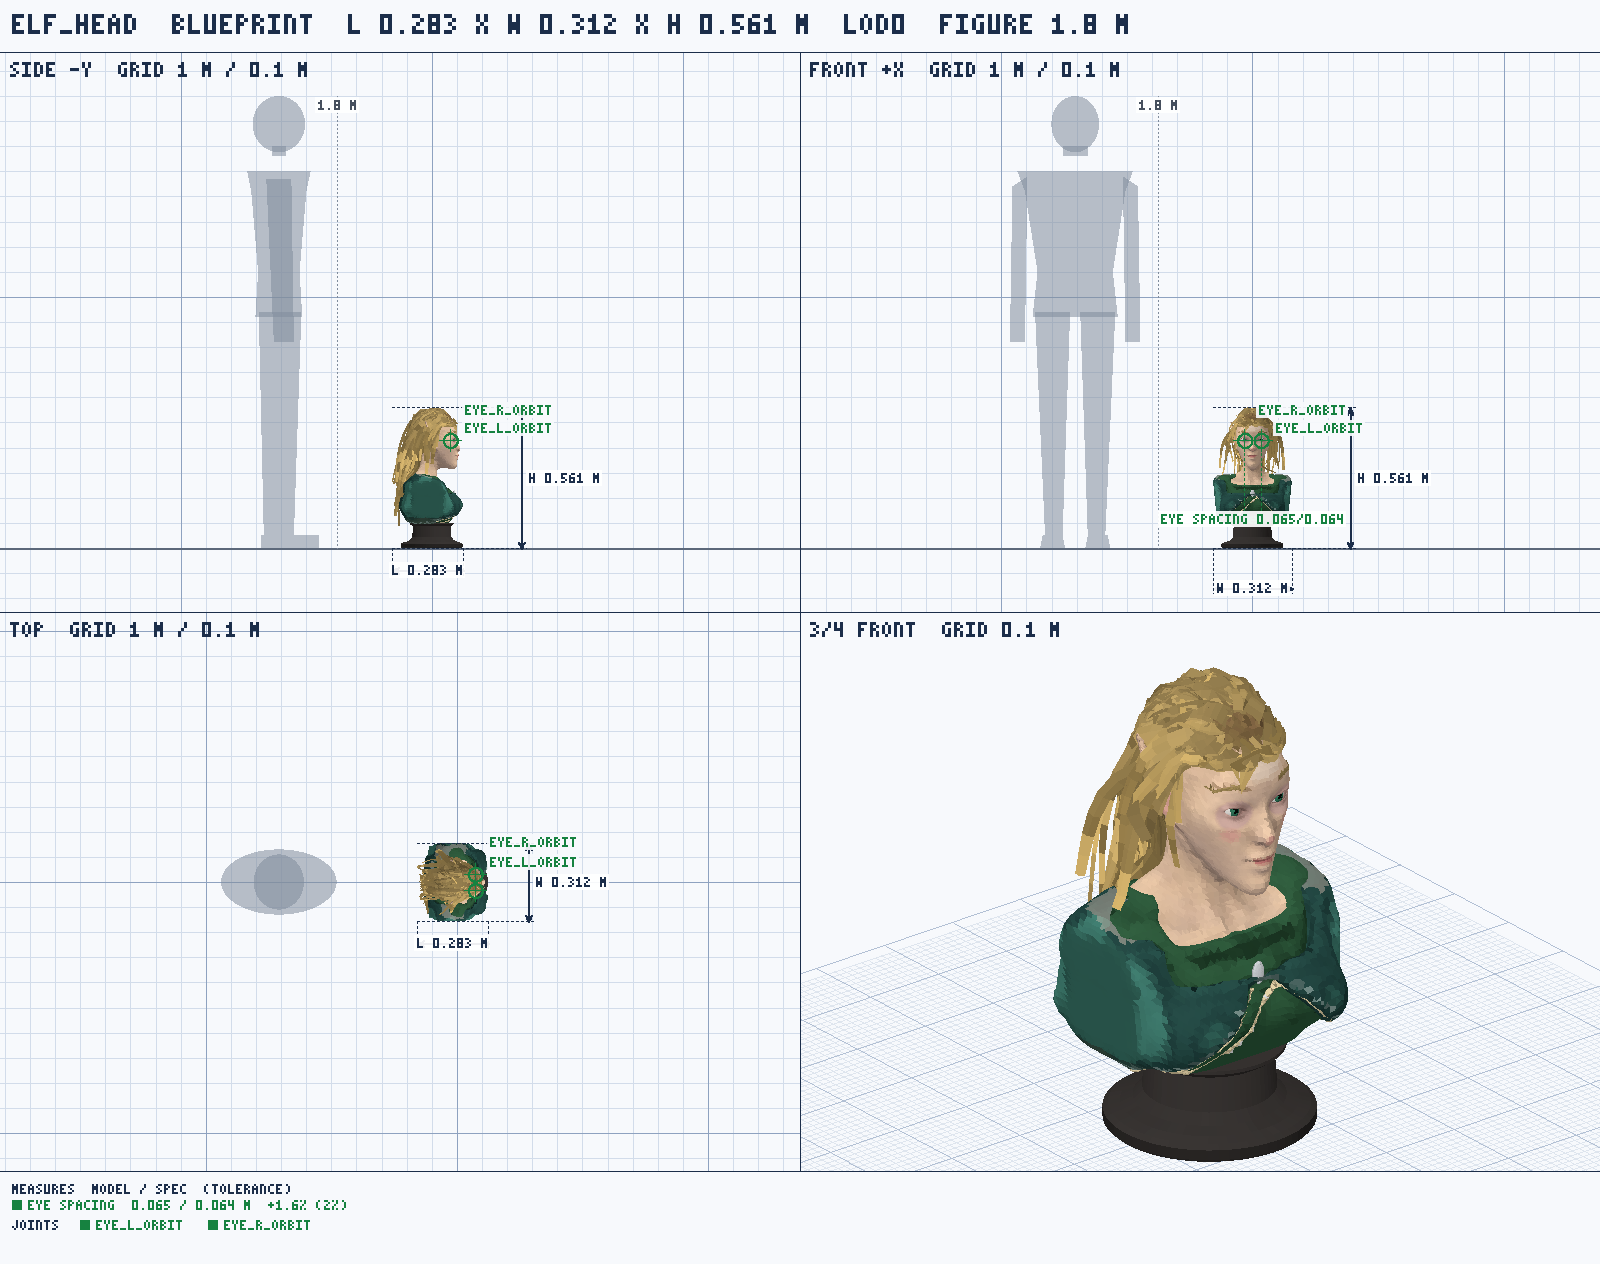 ELF_HEAD BLUEPRINT L 0.283 X W 0.312 X H 0.561 M LOD0 FIGURE 1.8 M
SIDE -Y GRID 1 M / 0.1 M
1.8 M
EYE_R_ORBIT
EYE_L_ORBIT
H 0.561 M
L 0.283 M
FRONT +X GRID 1 M / 0.1 M
1.8 M
EYE_R_ORBIT
EYE_L_ORBIT
H 0.561 M
EYE SPACING 0.065/0.064
W 0.312 M
TOP GRID 1 M / 0.1 M
EYE_R_ORBIT
EYE_L_ORBIT
W 0.312 M
L 0.283 M
3/4 FRONT GRID 0.1 M
MEASURES MODEL / SPEC (TOLERANCE)
EYE SPACING 0.065 / 0.064 M +1.6% (2%)
JOINTS EYE_L_ORBIT EYE_R_ORBIT